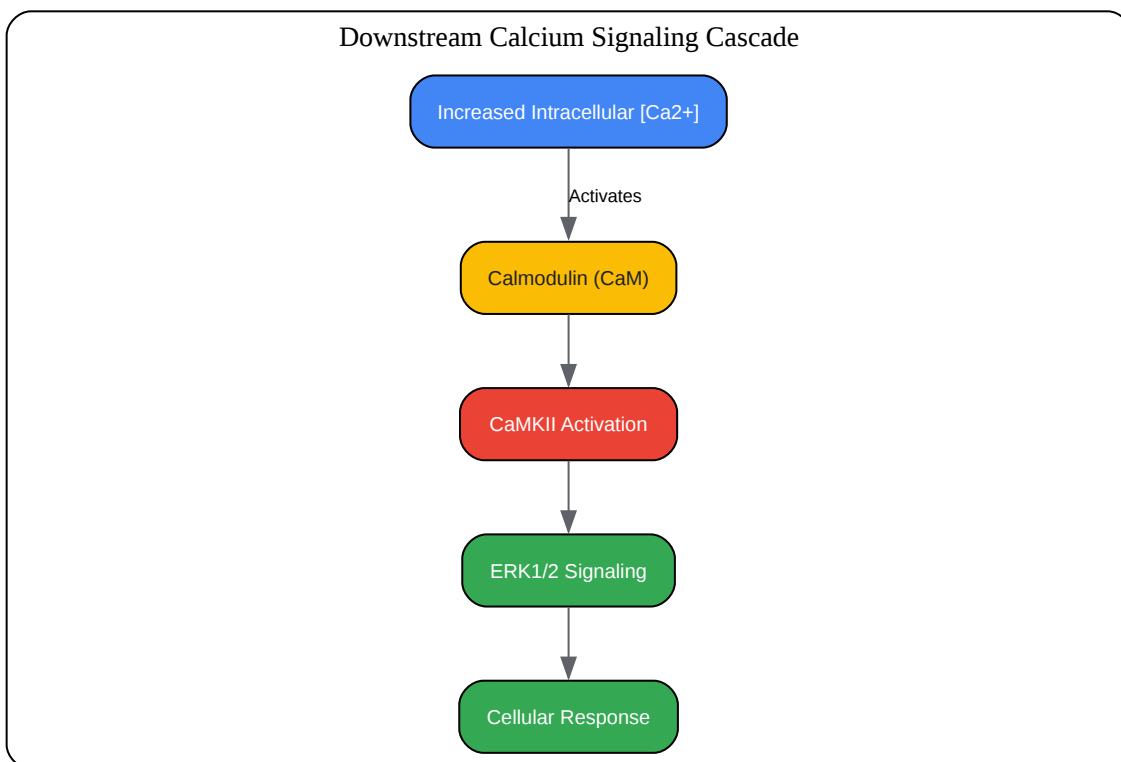 Downstream Calcium Signaling Cascade
Increased Intracellular [Ca2+]
Activates
Calmodulin (CaM)
CaMKII Activation
ERK1/2 Signaling
Cellular Response